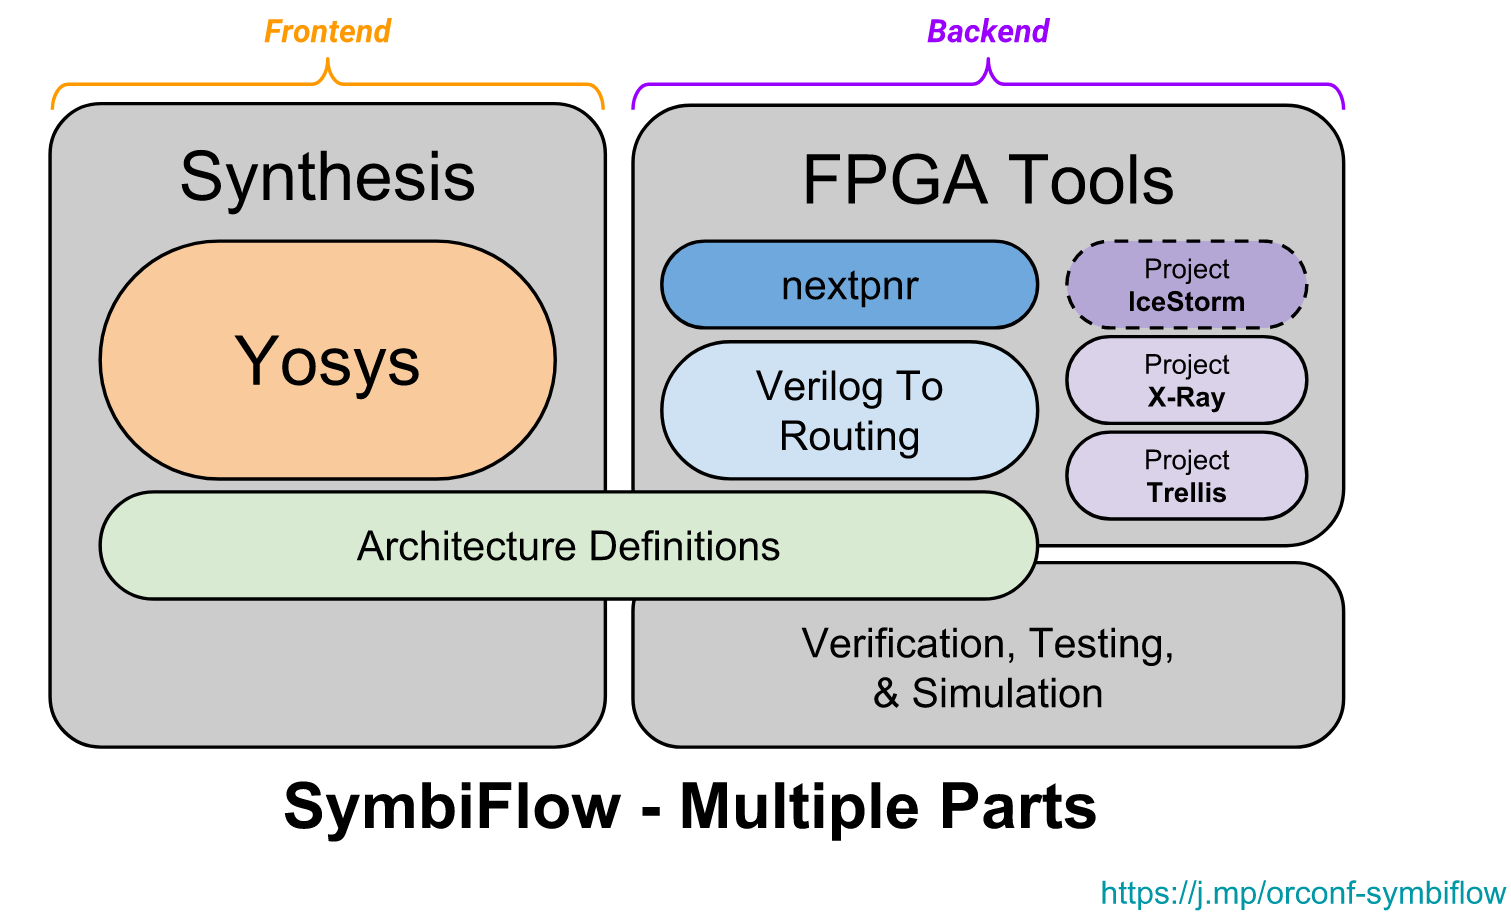 Frontend
Backend
Synthesis
FPGA Tools
Yosys
nextpnr
Verilog To
Routing
Project
IceStorm
Project
X-Ray
Project
Trellis
Architecture Definitions
Verification, Testing,
& Simulation
SymbiFlow - Multiple Parts
https://j.mp/orconf-symbiflow